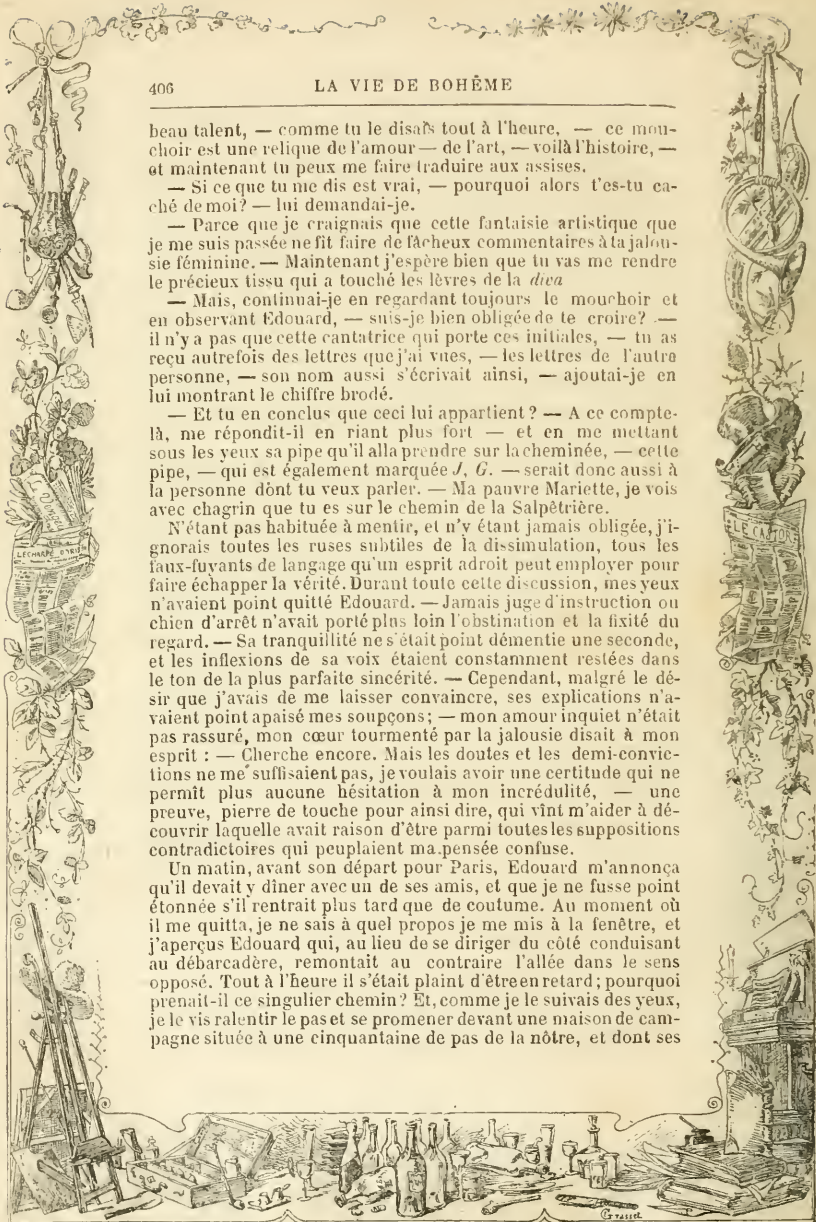 406 LA VIE DE BOHÊME
beau talent, — comme tu le disais tout à l'heure, — ce mou-
choir est une relique de l'amour — de l'art, — voilà l'histoire, —
et maintenant tu peux me faire traduire aux assises.
— Si ce que tu me dis est vrai, — pourquoi alors t'es-tu ca-
ché de moi? — lui demandai-je.
— Parce que je craignais que cette fantaisie artistique que
je me suis passée ne fît faire de fâcheux commentaires à ta jalou-
sie féminine. — Maintenant j'espère bien que tu vas me rendre
le précieux tissu qui a touché les lèvres de la diva
— Mais, continuai-je en regardant toujours le mouchoir et
en observant Edouard, — suis-je bien obligée de te croire? —
il n'y a pas que cette cantatrice qui porte ces initiales, — tu as
reçu autrefois des lettres que j'ai vues, — les lettres de l'autre
personne, — son nom aussi s'écrivait ainsi, — ajoutai-je en
lui montrant le chiffre brodé.
— Et tu en conclus que ceci lui appartient? — A ce compte-
là, me répondit-il en riant plus fort — et en me mettant
sous les yeux sa pipe qu'il alla prendre sur la cheminée, — cette
pipe, — qui est également marquée J, G. — serait donc aussi à
la personne dont tu veux parler. — Ma pauvre Mariette, je vois
avec chagrin que tu es sur le chemin de la Salpêtrière.
N'étant pas habituée à mentir, et n'y étant jamais obligée, j'i-
gnorais toutes les ruses subtiles de la dissimulation, tous les
faux-fuyants de langage qu'un esprit adroit peut employer pour
faire échapper la vérité. Durant toute cette discussion, mes yeux
n'avaient point quitté Edouard. — Jamais juge d'instruction ou
chien d'arrêt n'avait porté plus loin l'obstination et la fixité du
regard. — Sa tranquillité ne s'était point démentie une seconde,
et les inflexions de sa voix étaient constamment restées dans
le ton de la plus parfaite sincérité. — Cependant, malgré le dé-
sir que j'avais de me laisser convaincre, ses explications n'a-
vaient point apaisé mes soupçons; — mon amour inquiet n'était
pas rassuré, mon cœur tourmenté par la jalousie disait à mon
esprit : — Cherche encore. Mais les doutes et les demi-convic-
tions ne me suffisaient pas, je voulais avoir une certitude qui ne
permît plus aucune hésitation à mon incrédulité, — une
preuve, pierre de touche pour ainsi dire, qui vînt m'aider à dé-
couvrir laquelle avait raison d'être parmi toutes les suppositions
contradictoires qui peuplaient ma pensée confuse.
Un matin, avant son départ pour Paris, Edouard m'annonça
qu'il devait y dîner avec un de ses amis, et que je ne fusse point
étonnée s'il rentrait plus tard que de coutume. Au moment où
il me quitta, je ne sais à quel propos je me mis à la fenêtre, et
j'aperçus Edouard qui, au lieu de se diriger du côté conduisant
au débarcadère, remontait au contraire l'allée dans le sens
opposé. Tout à l'heure il s'était plaint d'être en retard; pourquoi
prenait-il ce singulier chemin? Et, comme je le suivais des yeux,
je le vis ralentir le pas et se promener devant une maison de cam-
pagne située à une cinquantaine de pas de la nôtre, et dont ses
L'ECHARPE D'IRIS
LE CASTOR
Grasset